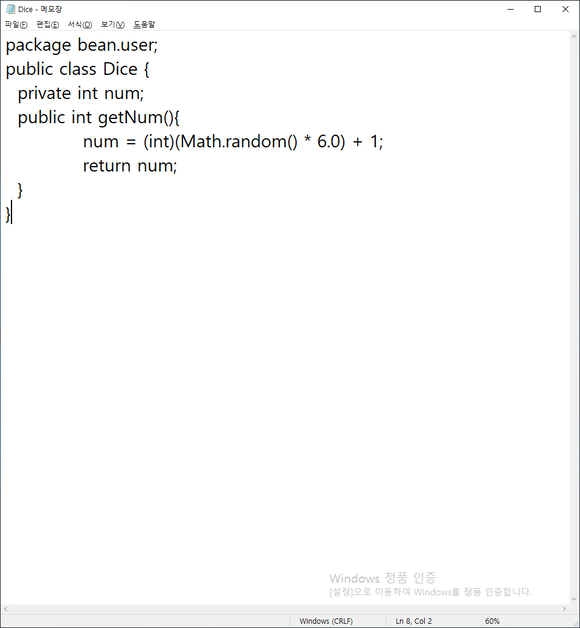 Dice - 메모장
파일(F) 편집(E) 서식(O) 보기(V) 도움말
package bean.user;
public class Dice {
private int num;
public int getNum(){
num = (int)(Math.random() * 6.0) + 1;
return num;
}
}
Windows 정품 인증
[설정]으로 이동하여 Windows를 정품 인증합니다.
Windows (CRLF) Ln 8, Col 2 60%